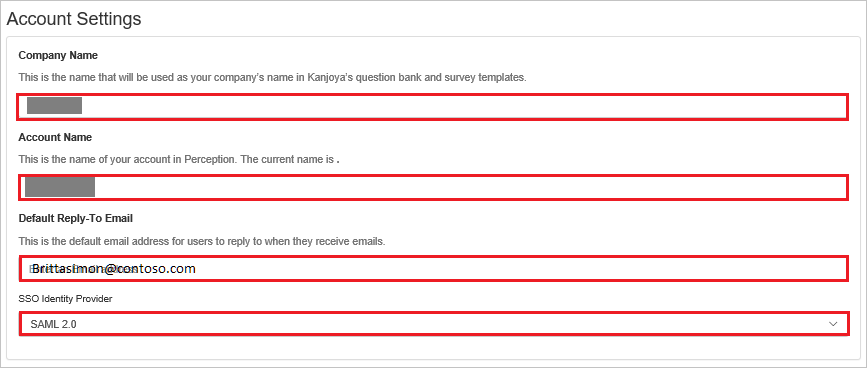 Account Settings
Company Name
This is the name that will be used as your company's name in Kanjoya's question bank and survey templates.
Account Name
This is the name of your account in Perception. The current name is .
Default Reply-To Email
This is the default email address for users to reply to when they receive emails.
Brittasimon@contoso.com
SSO Identity Provider
SAML 2.0